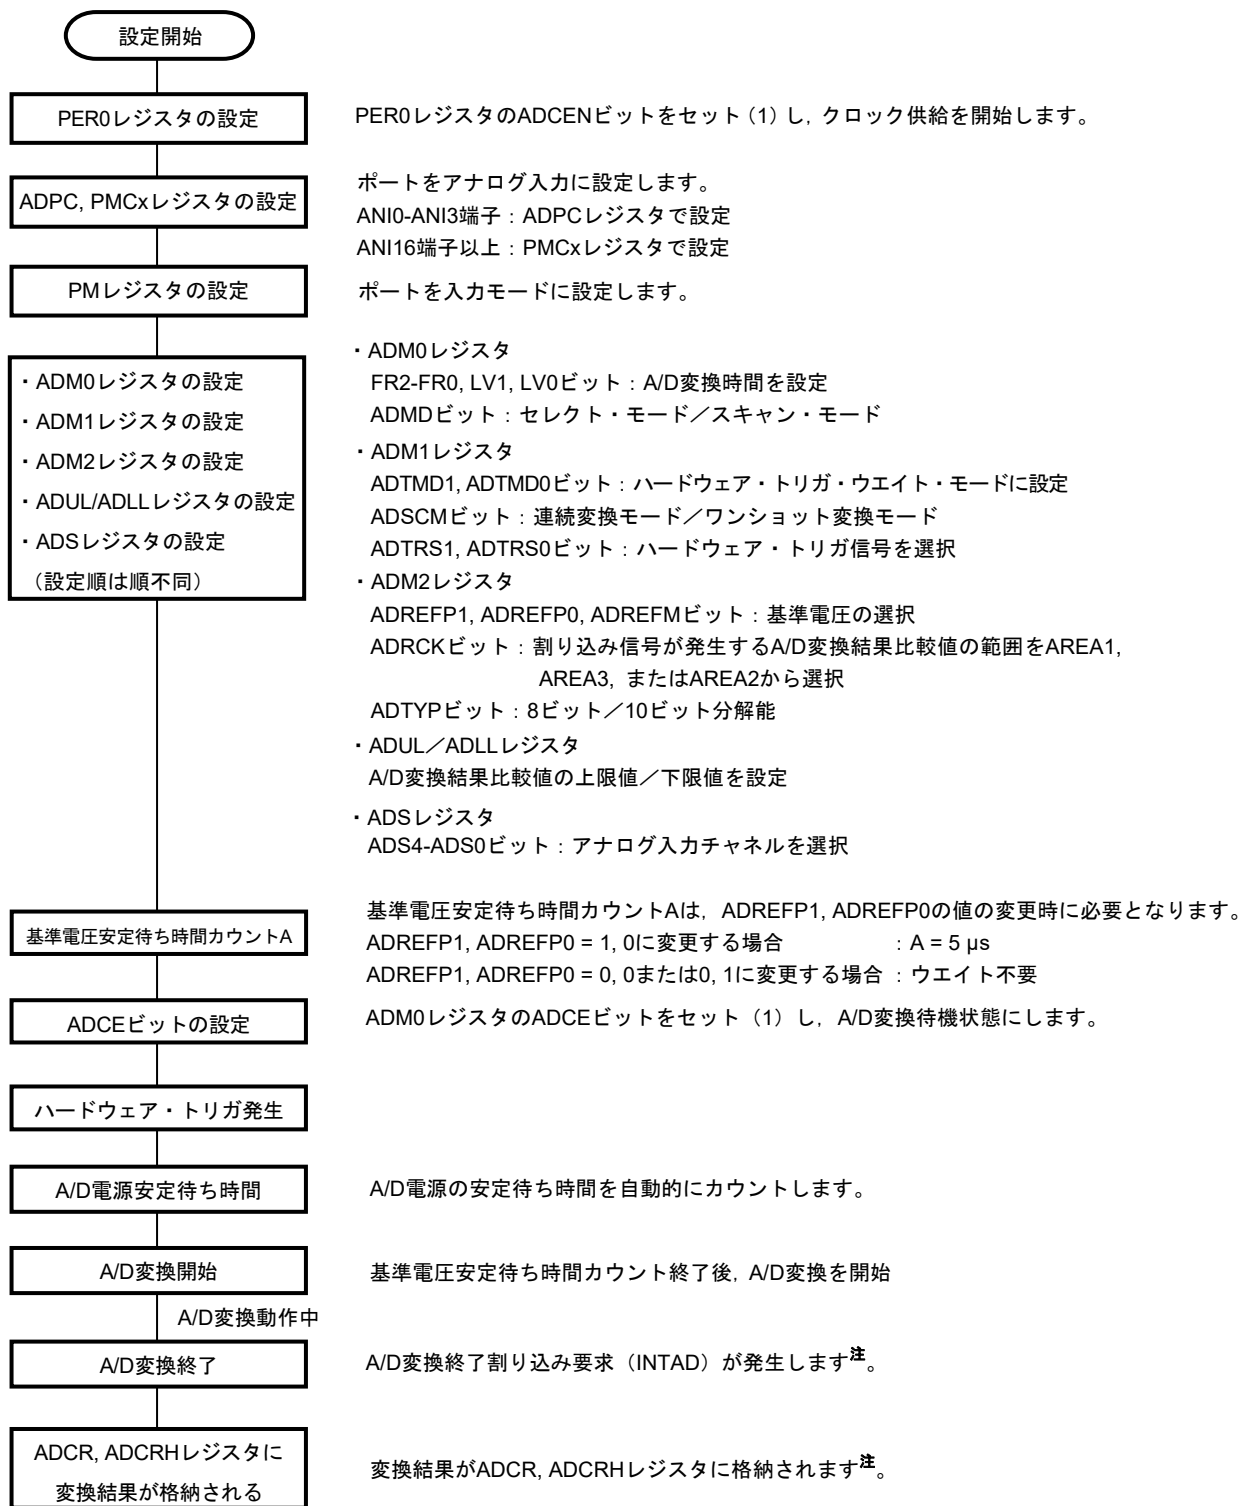 設定開始
PER0レジスタの設定
PER0レジスタのADCENビットをセット（1）し，クロック供給を開始します。
ADPC, PMCxレジスタの設定
ポートをアナログ入力に設定します。
ANI0-ANI3端子：ADPCレジスタで設定
ANI16端子以上：PMCxレジスタで設定
PMレジスタの設定
ポートを入力モードに設定します。
・ADM0レジスタの設定
・ADM1レジスタの設定
・ADM2レジスタの設定
・ADUL/ADLLレジスタの設定
・ADSレジスタの設定
（設定順は順不同）
・ADM0レジスタ
FR2-FR0, LV1, LV0ビット：A/D変換時間を設定
ADMDビット：セレクト・モード／スキャン・モード
・ADM1レジスタ
ADTMD1, ADTMD0ビット：ハードウェア・トリガ・ウエイト・モードに設定
ADSCMビット：連続変換モード／ワンショット変換モード
ADTRS1, ADTRS0ビット：ハードウェア・トリガ信号を選択
・ADM2レジスタ
ADREFP1, ADREFP0, ADREFMビット：基準電圧の選択
ADRCKビット：割り込み信号が発生するA/D変換結果比較値の範囲をAREA1,
AREA3, またはAREA2から選択
ADTYPビット：8ビット／10ビット分解能
・ADUL／ADLLレジスタ
A/D変換結果比較値の上限値／下限値を設定
・ADSレジスタ
ADS4-ADS0ビット：アナログ入力チャネルを選択
基準電圧安定待ち時間カウントA
基準電圧安定待ち時間カウントAは，ADREFP1, ADREFP0の値の変更時に必要となります。
ADREFP1, ADREFP0 = 1, 0に変更する場合　：A = 5 μs
ADREFP1, ADREFP0 = 0, 0または0, 1に変更する場合：ウエイト不要
ADCEビットの設定
ADM0レジスタのADCEビットをセット（1）し，A/D変換待機状態にします。
ハードウェア・トリガ発生
A/D電源安定待ち時間
A/D電源の安定待ち時間を自動的にカウントします。
A/D変換開始
基準電圧安定待ち時間カウント終了後, A/D変換を開始
A/D変換動作中
A/D変換終了
A/D変換終了割り込み要求（INTAD）が発生します注。
ADCR, ADCRHレジスタに
変換結果が格納される
変換結果がADCR, ADCRHレジスタに格納されます注。